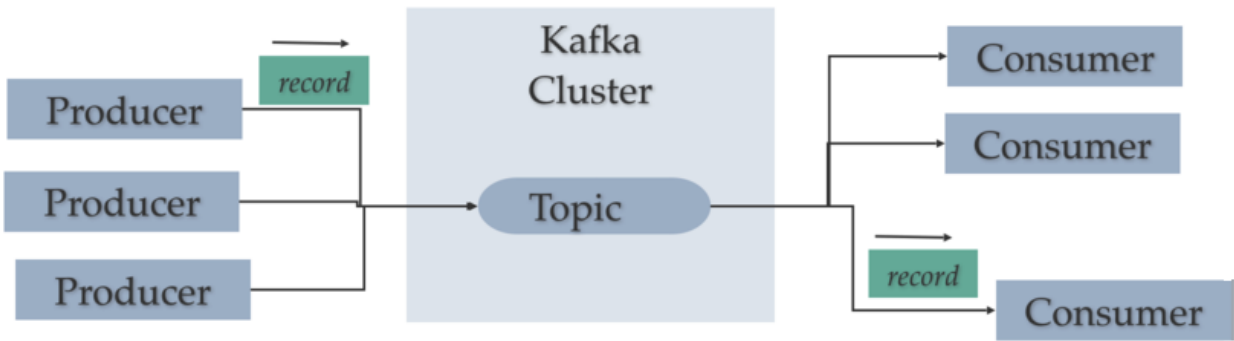 record
Producer
Producer
Producer
Kafka
Cluster
Topic
Consumer
Consumer
record
Consumer